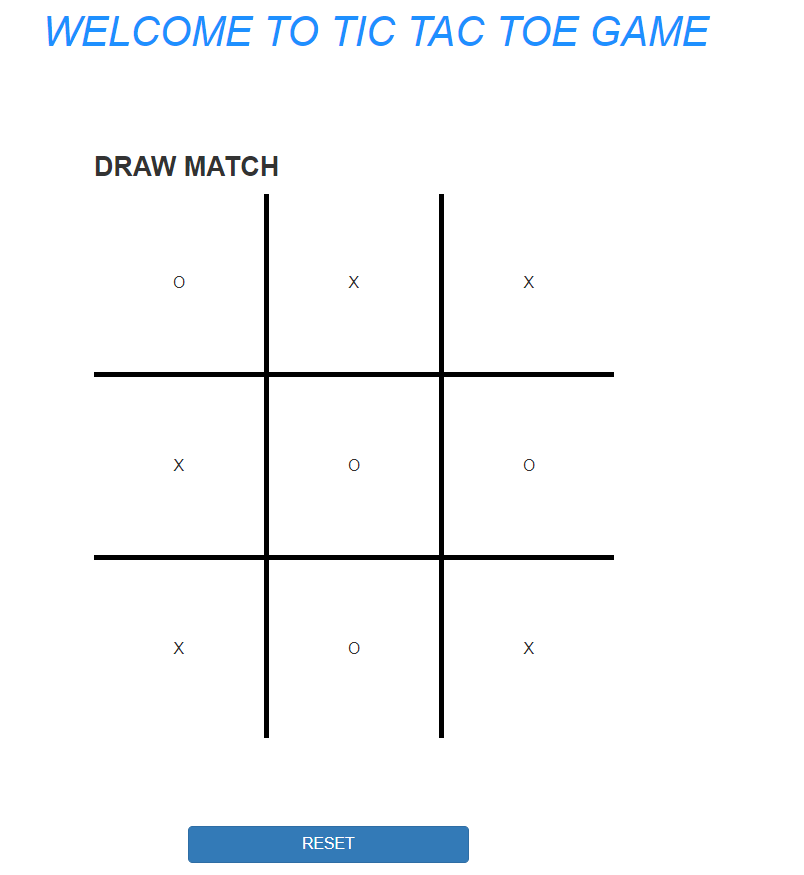 WELCOME TO TIC TAC TOE GAME
DRAW MATCH
O X X
X O O
X O X
RESET